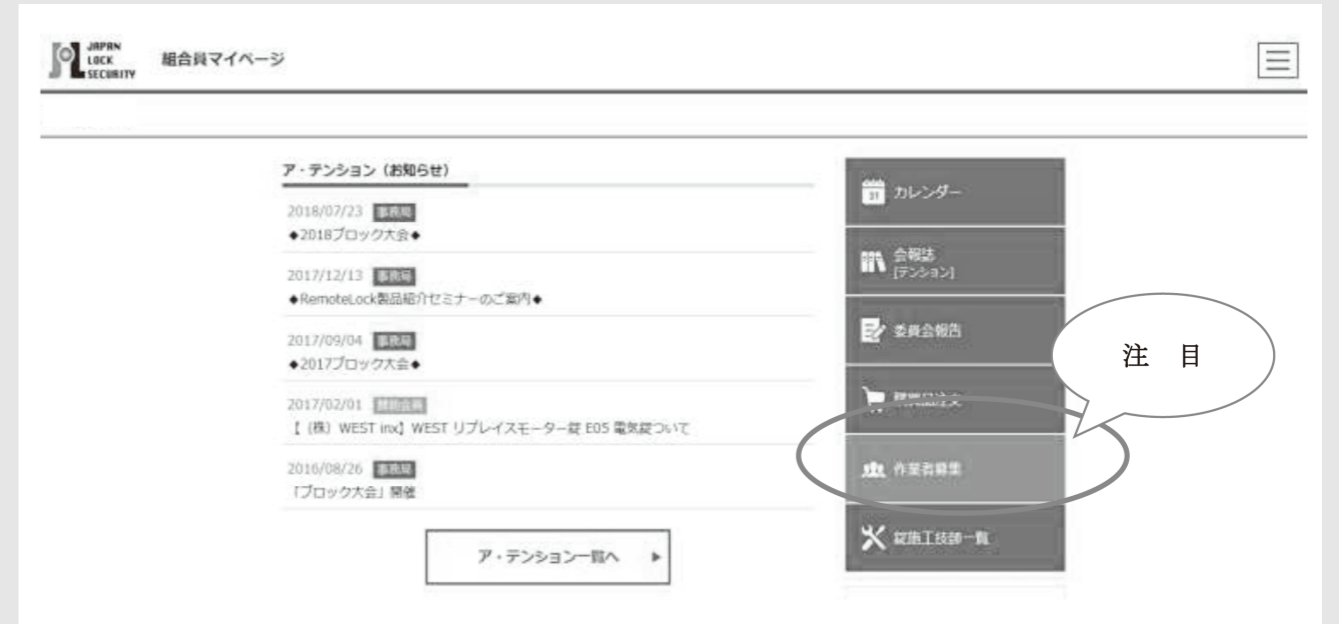 JAPAN
LOCK
SECURITY
組合員マイページ
ア・テンション（お知らせ）
2018/07/23 事務局
◆2018ブロック大会◆
2017/12/13 事務局
◆RemoteLock製品紹介セミナーのご案内◆
2017/09/04 事務局
◆2017ブロック大会◆
2017/02/01 賛助会員
【（株）WEST inx】WEST リプレイスモーター錠 E05 電気錠ついて
2016/08/26 事務局
「ブロック大会」開催
ア・テンション一覧へ ▶
31 カレンダー
会報誌
[テンション]
委員会報告
作業者募集
錠施工技師一覧
注 目